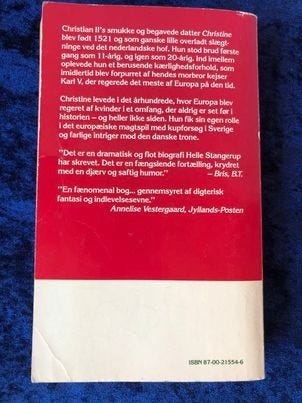 Christian II's smukke og begavede datter Christine
blev født 1521 og som ganske lille overladt slægt-
ninge ved det nederlandske hof. Hun stod brud første
gang som 11-årig, og igen som 20-årig. Ind imellem
oplevede hun et berusende kærlighedsforhold, som
imidlertid blev forpurret af hendes morbror kejser
Karl V, der regerede det meste af Europa på den tid.
Christine levede i det århundrede, hvor Europa blev
regeret af kvinder i et omfang, der aldrig er set før i
historien – og heller ikke siden. Hun fik sin egen rolle
i det europæiske magtspil med kupforsøg i Sverige
og farlige intriger mod den danske trone.
"Det er en dramatisk og flot biografi Helle Stangerup
har skrevet. Det er en fængslende fortælling, krydret
med en djærv og saftig humor."
– Bris, B.T.
"En fænomenal bog... gennemsyret af digterisk
fantasi og indlevelsesevne."
Annelise Vestergaard, Jyllands-Posten
ISBN 87-00-21554-6